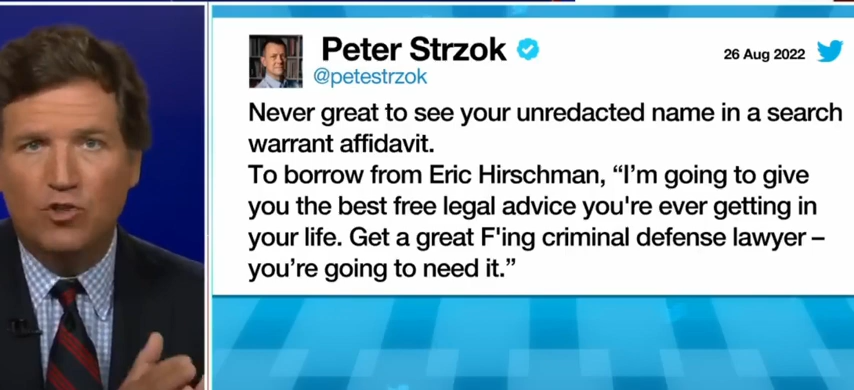 Peter Strzok
@petestrzok
26 Aug 2022
Never great to see your unredacted name in a search
warrant affidavit.
To borrow from Eric Hirschman, “I’m going to give
you the best free legal advice you're ever getting in
your life. Get a great F'ing criminal defense lawyer –
you’re going to need it.”